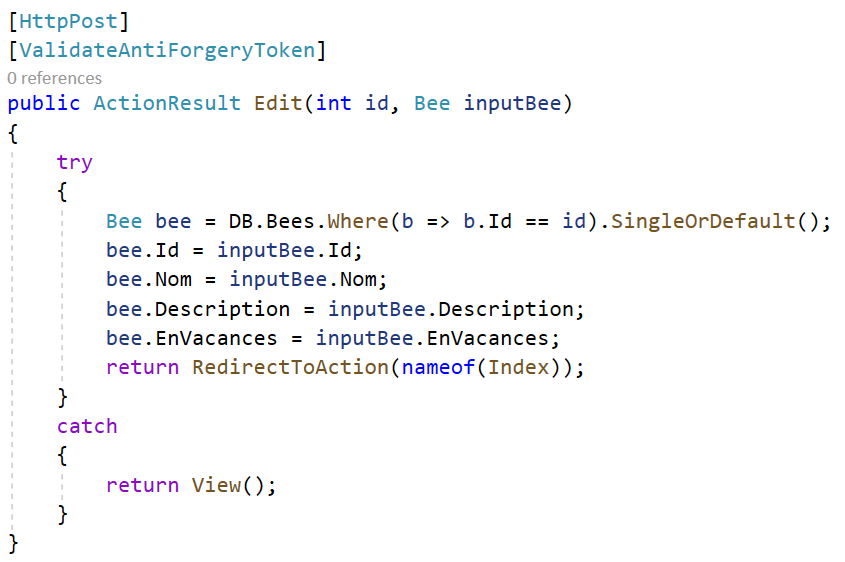 [HttpPost]
[ValidateAntiForgeryToken]
0 references
public ActionResult Edit(int id, Bee inputBee)
{
try
{
Bee bee = DB.Bees.Where(b => b.Id == id).SingleOrDefault();
bee.Id = inputBee.Id;
bee.Nom = inputBee.Nom;
bee.Description = inputBee.Description;
bee.EnVacances = inputBee.EnVacances;
return RedirectToAction(nameof(Index));
}
catch
{
return View();
}
}